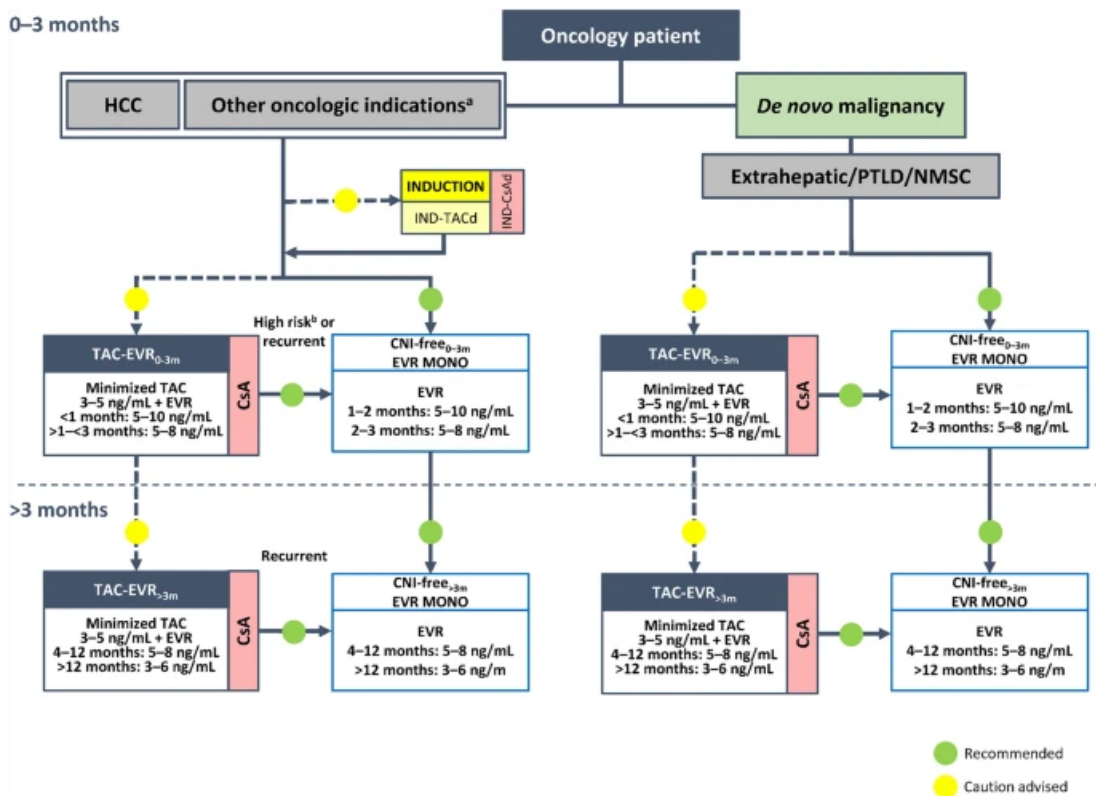 0–3 months
Oncology patient
HCC
Other oncologic indicationsᵃ
De novo malignancy
Extrahepatic/PTLD/NMSC
INDUCTION
IND-TACd
IND-CsAd
TAC-EVR0-3m
Minimized TAC
3–5 ng/mL + EVR
<1 month: 5–10 ng/mL
>1–<3 months: 5–8 ng/mL
CsA
High riskᵇ or
recurrent
CNI-free0–3m
EVR MONO
EVR
1–2 months: 5–10 ng/mL
2–3 months: 5–8 ng/mL
TAC-EVR0–3m
Minimized TAC
3–5 ng/mL + EVR
<1 month: 5–10 ng/mL
>1–<3 months: 5–8 ng/mL
CsA
CNI-free0–3m
EVR MONO
EVR
1–2 months: 5–10 ng/mL
2–3 months: 5–8 ng/mL
>3 months
TAC-EVR>3m
Minimized TAC
3–5 ng/mL + EVR
4–12 months: 5–8 ng/mL
>12 months: 3–6 ng/mL
CsA
Recurrent
CNI-free>3m
EVR MONO
EVR
4–12 months: 5–8 ng/mL
>12 months: 3–6 ng/m
TAC-EVR>3m
Minimized TAC
3–5 ng/mL + EVR
4–12 months: 5–8 ng/mL
>12 months: 3–6 ng/mL
CsA
CNI-free>3m
EVR MONO
EVR
4–12 months: 5–8 ng/mL
>12 months: 3–6 ng/m
Recommended
Caution advised